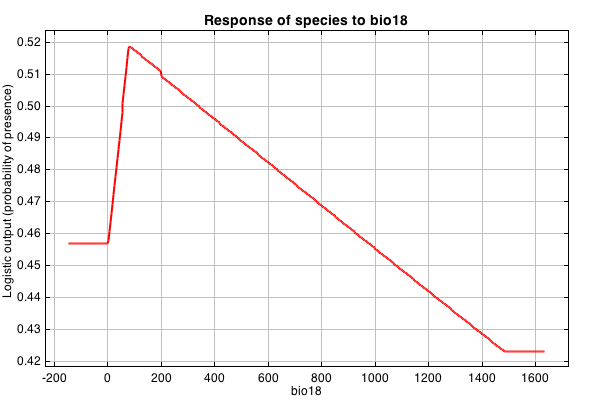 Response of species to bio18
Logistic output (probability of presence)
0.52
0.51
0.50
0.49
0.48
0.47
0.46
0.45
0.44
0.43
0.42
-200 0 200 400 600 800 1000 1200 1400 1600
bio18